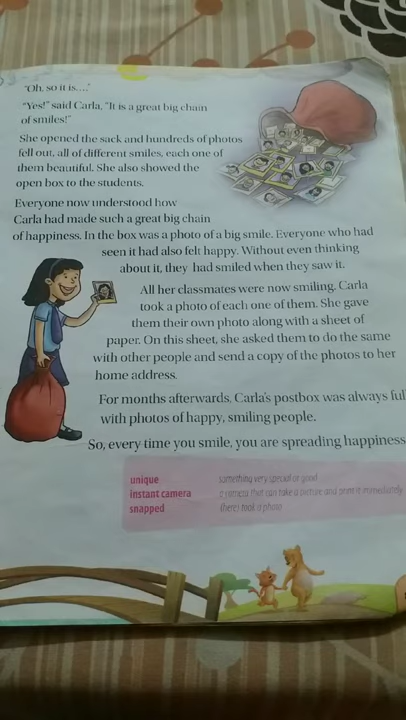 "Oh, so it is...."
"Yes!" said Carla, "It is a great big chain
of smiles!"
She opened the sack and hundreds of photos
fell out, all of different smiles, each one of
them beautiful. She also showed the
open box to the students.
Everyone now understood how
Carla had made such a great big chain
of happiness. In the box was a photo of a big smile. Everyone who had
seen it had also felt happy. Without even thinking
about it, they had smiled when they saw it.
All her classmates were now smiling. Carla
took a photo of each one of them. She gave
them their own photo along with a sheet of
paper. On this sheet, she asked them to do the same
with other people and send a copy of the photos to her
home address.
For months afterwards, Carla's postbox was always ful
with photos of happy, smiling people.
So, every time you smile, you are spreading happiness
unique something very special or good
instant camera a camera that can take a picture and print it immediately
snapped (here) took a photo